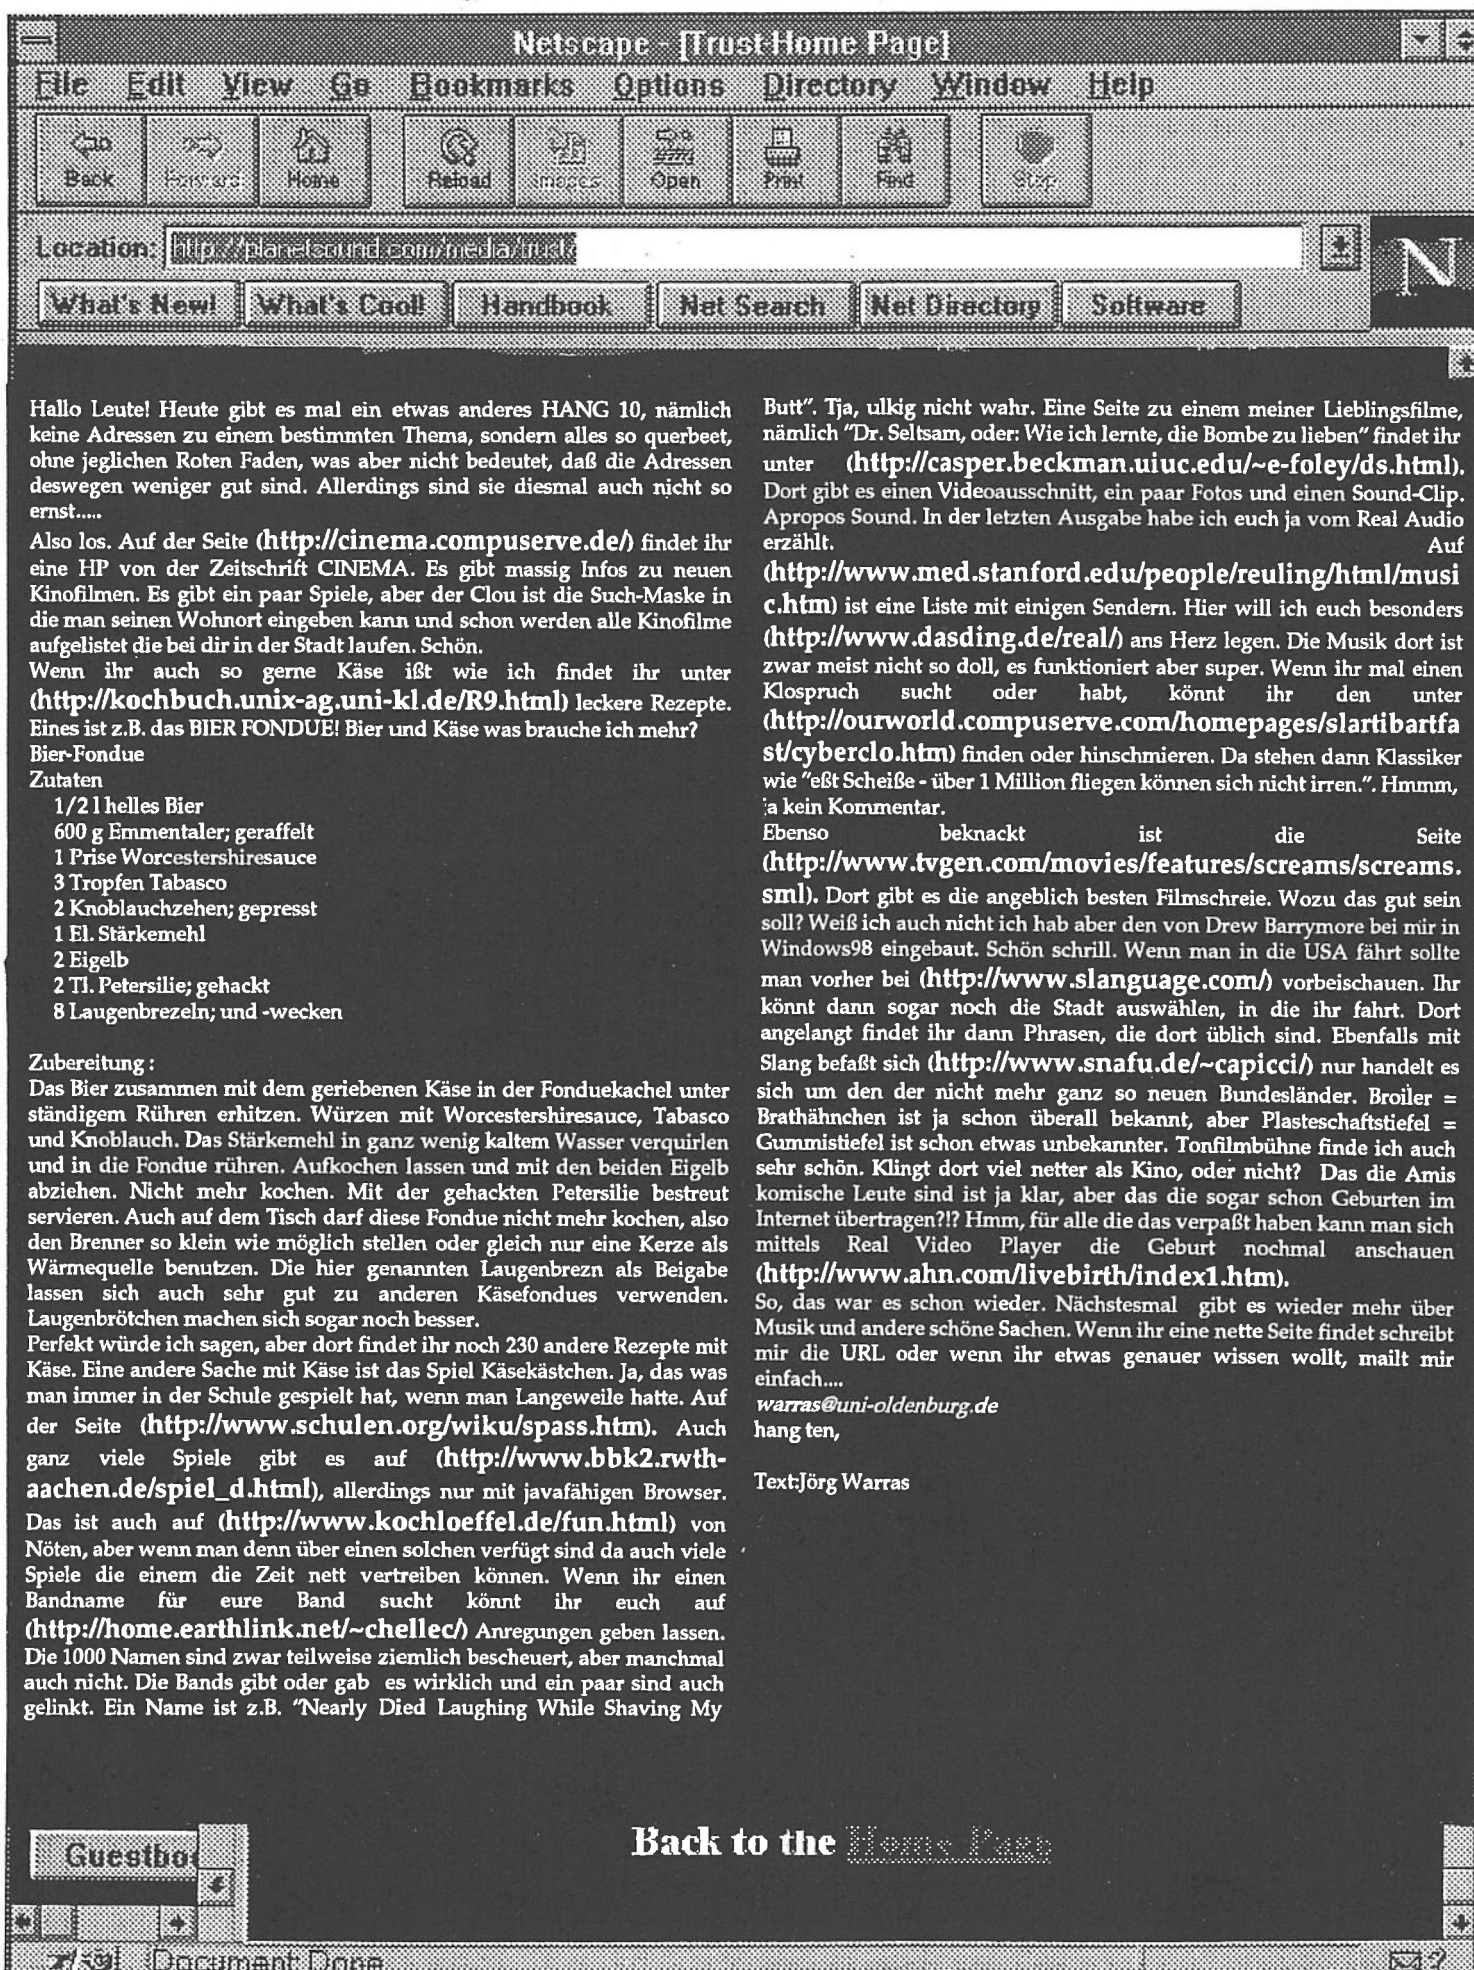 Netscape - [Trust-Home Page]
File Edit View Go Bookmarks Options Directory Window Help
Back Forward Home Reload Images Open Print Find Stop
Location: http://planetsound.com/media/trust/
N
What's New! What's Cool! Handbook Net Search Net Directory Software
Hallo Leute! Heute gibt es mal ein etwas anderes HANG 10, nämlich
keine Adressen zu einem bestimmten Thema, sondern alles so querbeet,
ohne jeglichen Roten Faden, was aber nicht bedeutet, daß die Adressen
deswegen weniger gut sind. Allerdings sind sie diesmal auch nicht so
ernst.....
Also los. Auf der Seite (http://cinema.compuserve.de/) findet ihr
eine HP von der Zeitschrift CINEMA. Es gibt massig Infos zu neuen
Kinofilmen. Es gibt ein paar Spiele, aber der Clou ist die Such-Maske in
die man seinen Wohnort eingeben kann und schon werden alle Kinofilme
aufgelistet die bei dir in der Stadt laufen. Schön.
Wenn ihr auch so gerne Käse ißt wie ich findet ihr unter
(http://kochbuch.unix-ag.uni-kl.de/R9.html) leckere Rezepte.
Eines ist z.B. das BIER FONDUE! Bier und Käse was brauche ich mehr?
Bier-Fondue
Zutaten
1/2 l helles Bier
600 g Emmentaler; geraffelt
1 Prise Worcestershiresauce
3 Tropfen Tabasco
2 Knoblauchzehen; gepresst
1 El. Stärkemehl
2 Eigelb
2 Tl. Petersilie; gehackt
8 Laugenbrezeln; und -wecken
Zubereitung :
Das Bier zusammen mit dem geriebenen Käse in der Fonduekachel unter
ständigem Rühren erhitzen. Würzen mit Worcestershiresauce, Tabasco
und Knoblauch. Das Stärkemehl in ganz wenig kaltem Wasser verquirlen
und in die Fondue rühren. Aufkochen lassen und mit den beiden Eigelb
abziehen. Nicht mehr kochen. Mit der gehackten Petersilie bestreut
servieren. Auch auf dem Tisch darf diese Fondue nicht mehr kochen, also
den Brenner so klein wie möglich stellen oder gleich nur eine Kerze als
Wärmequelle benutzen. Die hier genannten Laugenbrezn als Beigabe
lassen sich auch sehr gut zu anderen Käsefondues verwenden.
Laugenbrötchen machen sich sogar noch besser.
Perfekt würde ich sagen, aber dort findet ihr noch 230 andere Rezepte mit
Käse. Eine andere Sache mit Käse ist das Spiel Käsekästchen. Ja, das was
man immer in der Schule gespielt hat, wenn man Langeweile hatte. Auf
der Seite (http://www.schulen.org/wiku/spass.htm). Auch
ganz viele Spiele gibt es auf (http://www.bbk2.rwth-
aachen.de/spiel_d.html), allerdings nur mit javafähigen Browser.
Das ist auch auf (http://www.kochloeffel.de/fun.html) von
Nöten, aber wenn man denn über einen solchen verfügt sind da auch viele
Spiele die einem die Zeit nett vertreiben können. Wenn ihr einen
Bandname für eure Band sucht könnt ihr euch auf
(http://home.earthlink.net/~chellec/) Anregungen geben lassen.
Die 1000 Namen sind zwar teilweise ziemlich bescheuert, aber manchmal
auch nicht. Die Bands gibt oder gab es wirklich und ein paar sind auch
gelinkt. Ein Name ist z.B. "Nearly Died Laughing While Shaving My
Butt". Tja, ulkig nicht wahr. Eine Seite zu einem meiner Lieblingsfilme,
nämlich "Dr. Seltsam, oder: Wie ich lernte, die Bombe zu lieben" findet ihr
unter (http://casper.beckman.uiuc.edu/~e-foley/ds.html).
Dort gibt es einen Videoausschnitt, ein paar Fotos und einen Sound-Clip.
Apropos Sound. In der letzten Ausgabe habe ich euch ja vom Real Audio
erzählt. Auf
(http://www.med.stanford.edu/people/reuling/html/musi
c.htm) ist eine Liste mit einigen Sendern. Hier will ich euch besonders
(http://www.dasding.de/real/) ans Herz legen. Die Musik dort ist
zwar meist nicht so doll, es funktioniert aber super. Wenn ihr mal einen
Klospruch sucht oder habt, könnt ihr den unter
(http://ourworld.compuserve.com/homepages/slartibartfa
st/cyberclo.htm) finden oder hinschmieren. Da stehen dann Klassiker
wie "eßt Scheiße - über 1 Million fliegen können sich nicht irren.". Hmmm,
ja kein Kommentar.
Ebenso beknackt ist die Seite
(http://www.tvgen.com/movies/features/screams/screams.
sml). Dort gibt es die angeblich besten Filmschreie. Wozu das gut sein
soll? Weiß ich auch nicht ich hab aber den von Drew Barrymore bei mir in
Windows98 eingebaut. Schön schrill. Wenn man in die USA fährt sollte
man vorher bei (http://www.slanguage.com/) vorbeischauen. Ihr
könnt dann sogar noch die Stadt auswählen, in die ihr fahrt. Dort
angelangt findet ihr dann Phrasen, die dort üblich sind. Ebenfalls mit
Slang befaßt sich (http://www.snafu.de/~capicci/) nur handelt es
sich um den der nicht mehr ganz so neuen Bundesländer. Broiler =
Brathähnchen ist ja schon überall bekannt, aber Plasteschaftstiefel =
Gummistiefel ist schon etwas unbekannter. Tonfilmbühne finde ich auch
sehr schön. Klingt dort viel netter als Kino, oder nicht? Das die Amis
komische Leute sind ist ja klar, aber das die sogar schon Geburten im
Internet übertragen?!? Hmm, für alle die das verpaßt haben kann man sich
mittels Real Video Player die Geburt nochmal anschauen
(http://www.ahn.com/livebirth/index1.htm).
So, das war es schon wieder. Nächstesmal gibt es wieder mehr über
Musik und andere schöne Sachen. Wenn ihr eine nette Seite findet schreibt
mir die URL oder wenn ihr etwas genauer wissen wollt, mailt mir
einfach....
warras@uni-oldenburg.de
hang ten,
Text:Jörg Warras
Back to the Home Page
Guestboo
Document: Done